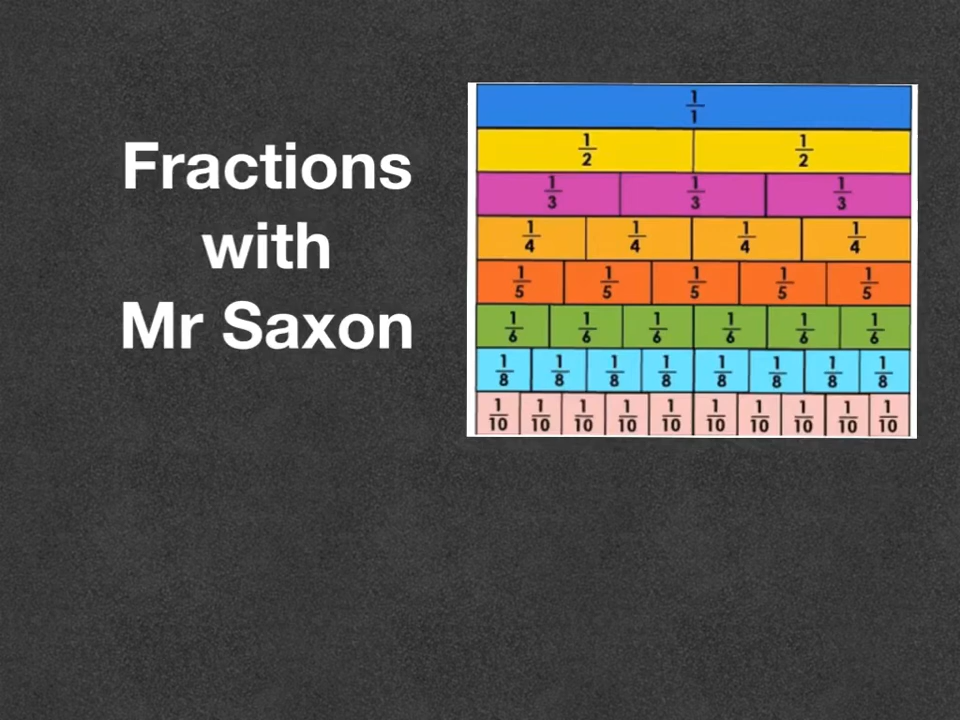 Fractions
with
Mr Saxon
1/1
1/2 1/2
1/3 1/3 1/3
1/4 1/4 1/4 1/4
1/5 1/5 1/5 1/5 1/5
1/6 1/6 1/6 1/6 1/6 1/6
1/8 1/8 1/8 1/8 1/8 1/8 1/8 1/8
1/10 1/10 1/10 1/10 1/10 1/10 1/10 1/10 1/10 1/10